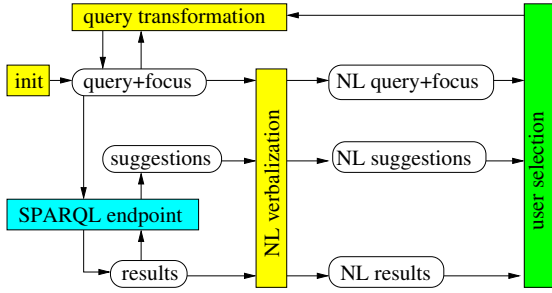 query transformation
init
query+focus
NL query+focus
suggestions
NL suggestions
SPARQL endpoint
results
NL results
NL verbalization
user selection